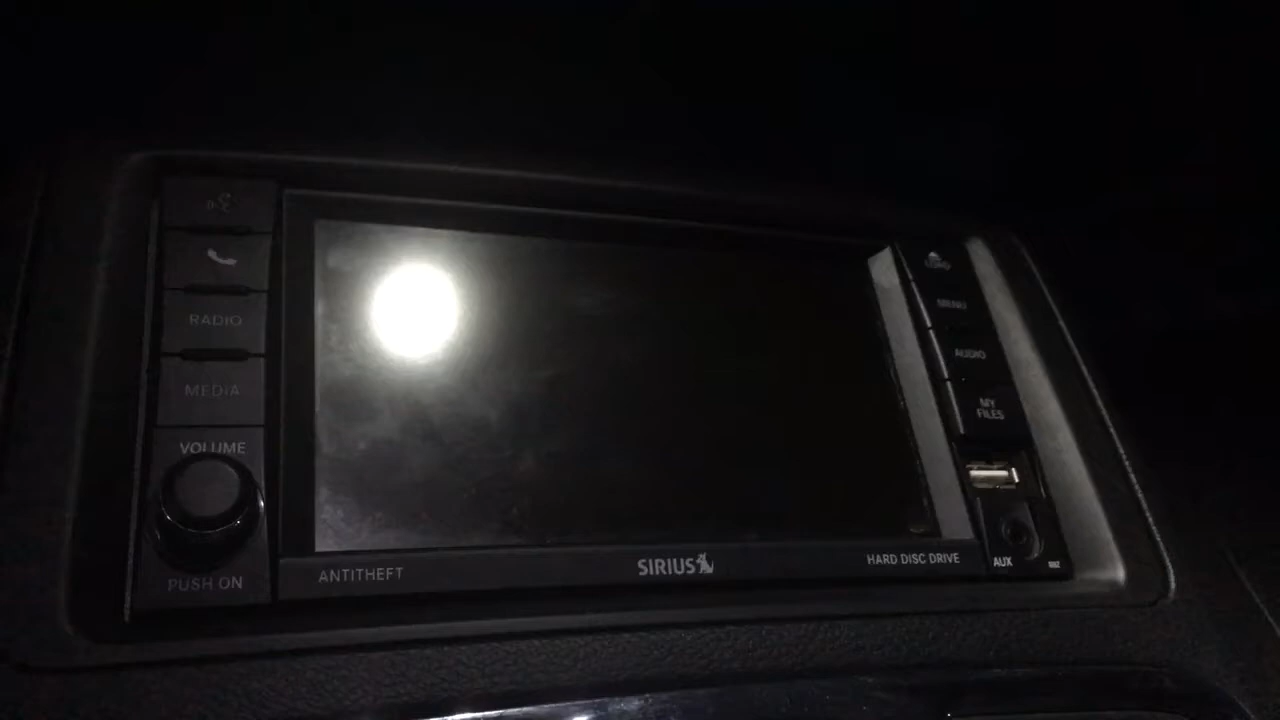 RADIO
MEDIA
VOLUME
PUSH ON
ANTITHEFT
SIRIUS
HARD DISC DRIVE
MENU
AUDIO
MY
FILES
AUX